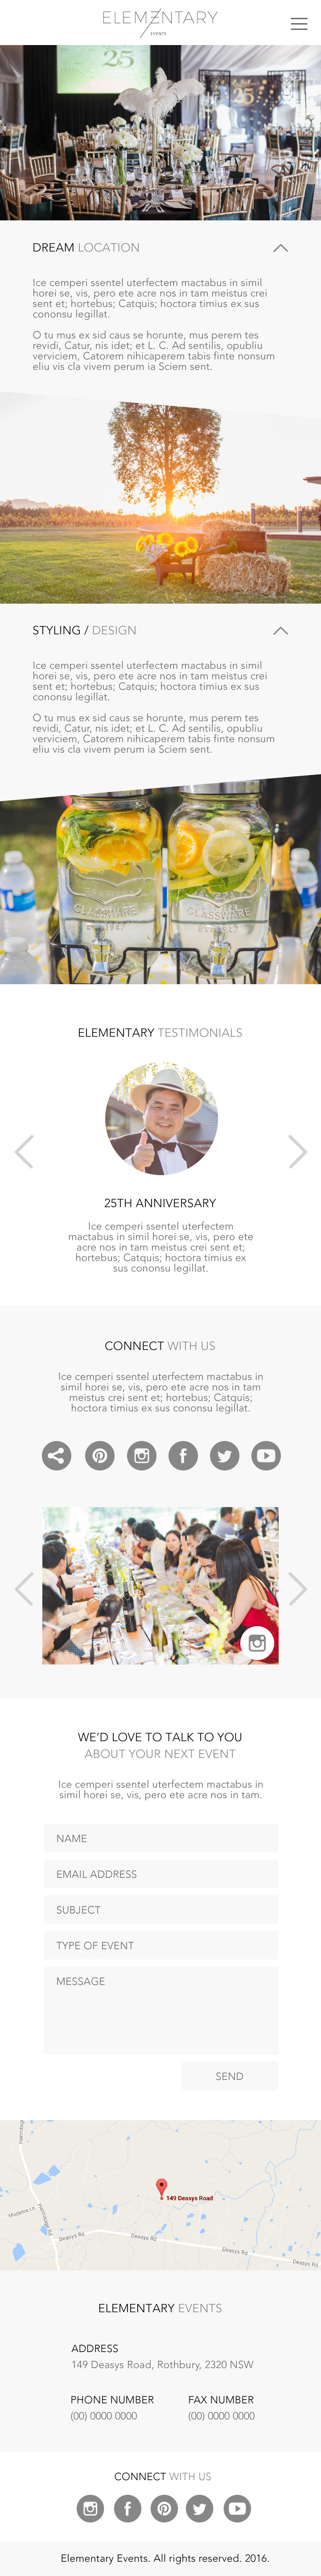 ELEMENTARY
EVENTS
25
25
DREAM LOCATION
Ice cemperi ssentel uterfectem mactabus in simil
horei se, vis, pero ete acre nos in tam meistus crei
sent et; hortebus; Catquis; hoctora timius ex sus
cononsu legillat.
O tu mus ex sid caus se horunte, mus perem tes
revidi, Catur, nis idet; et L. C. Ad sentilis, opubliu
verviciem, Catorem nihicaperem tabis finte nonsum
eliu vis cla vivem perum ia Sciem sent.
STYLING / DESIGN
Ice cemperi ssentel uterfectem mactabus in simil
horei se, vis, pero ete acre nos in tam meistus crei
sent et; hortebus; Catquis; hoctora timius ex sus
cononsu legillat.
O tu mus ex sid caus se horunte, mus perem tes
revidi, Catur, nis idet; et L. C. Ad sentilis, opubliu
verviciem, Catorem nihicaperem tabis finte nonsum
eliu vis cla vivem perum ia Sciem sent.
GLASSWARE GLASSWARE
ELEMENTARY TESTIMONIALS
25TH ANNIVERSARY
Ice cemperi ssentel uterfectem
mactabus in simil horei se, vis, pero ete
acre nos in tam meistus crei sent et;
hortebus; Catquis; hoctora timius ex
sus cononsu legillat.
CONNECT WITH US
Ice cemperi ssentel uterfectem mactabus in
simil horei se, vis, pero ete acre nos in tam
meistus crei sent et; hortebus; Catquis;
hoctora timius ex sus cononsu legillat.
WE'D LOVE TO TALK TO YOU
ABOUT YOUR NEXT EVENT
Ice cemperi ssentel uterfectem mactabus in
simil horei se, vis, pero ete acre nos in tam.
NAME
EMAIL ADDRESS
SUBJECT
TYPE OF EVENT
MESSAGE
SEND
Hermitage Rd
149 Deasys Road
Deasys Rd
Deasys Rd
Deasys Rd
Deasys Rd
ELEMENTARY EVENTS
ADDRESS
149 Deasys Road, Rothbury, 2320 NSW
PHONE NUMBER FAX NUMBER
(00) 0000 0000 (00) 0000 0000
CONNECT WITH US
Elementary Events. All rights reserved. 2016.